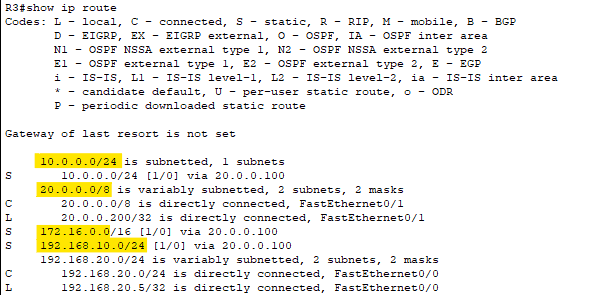 R3#show ip route
Codes: L - local, C - connected, S - static, R - RIP, M - mobile, B - BGP
D - EIGRP, EX - EIGRP external, O - OSPF, IA - OSPF inter area
N1 - OSPF NSSA external type 1, N2 - OSPF NSSA external type 2
E1 - OSPF external type 1, E2 - OSPF external type 2, E - EGP
i - IS-IS, L1 - IS-IS level-1, L2 - IS-IS level-2, ia - IS-IS inter area
* - candidate default, U - per-user static route, o - ODR
P - periodic downloaded static route
Gateway of last resort is not set
10.0.0.0/24 is subnetted, 1 subnets
S 10.0.0.0/24 [1/0] via 20.0.0.100
20.0.0.0/8 is variably subnetted, 2 subnets, 2 masks
C 20.0.0.0/8 is directly connected, FastEthernet0/1
L 20.0.0.200/32 is directly connected, FastEthernet0/1
S 172.16.0.0/16 [1/0] via 20.0.0.100
S 192.168.10.0/24 [1/0] via 20.0.0.100
192.168.20.0/24 is variably subnetted, 2 subnets, 2 masks
C 192.168.20.0/24 is directly connected, FastEthernet0/0
L 192.168.20.5/32 is directly connected, FastEthernet0/0